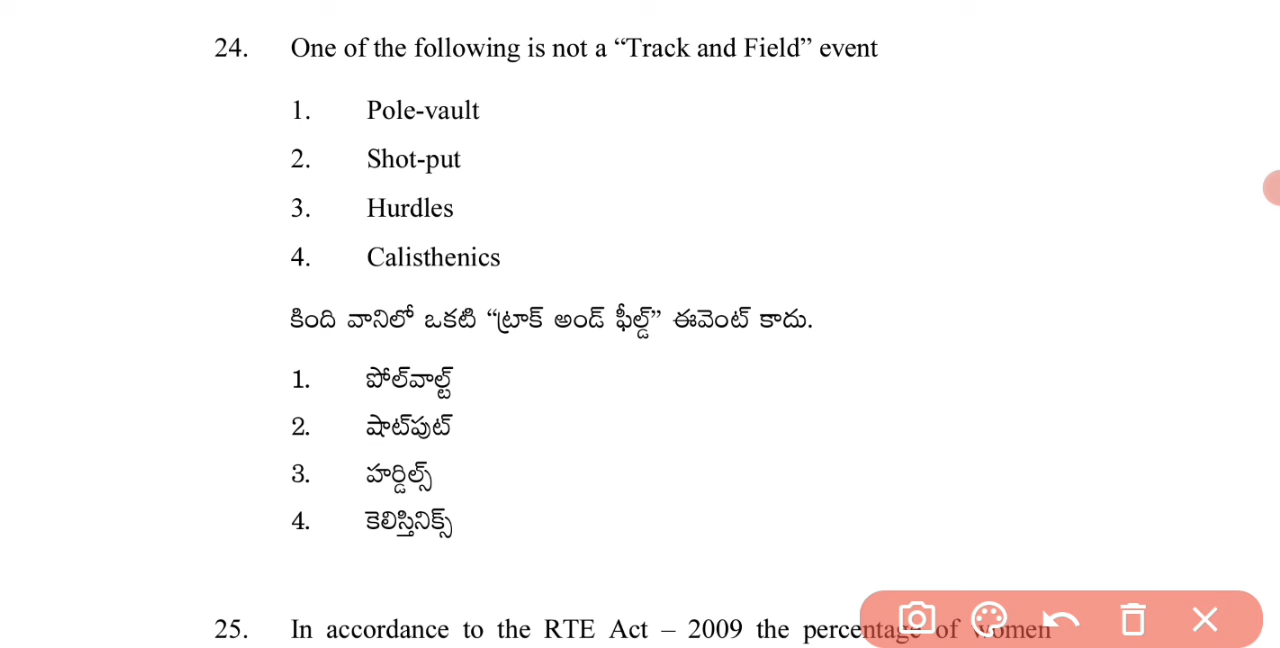 24. One of the following is not a “Track and Field” event
1. Pole-vault
2. Shot-put
3. Hurdles
4. Calisthenics
కింది వానిలో ఒకటి “ట్రాక్ అండ్ ఫీల్డ్” ఈవెంట్ కాదు.
1. పోల్‌వాల్ట్
2. షాట్‌పుట్
3. హర్డిల్స్
4. కెలిస్తినిక్స్
25. In accordance to the RTE Act – 2009 the percentage of women